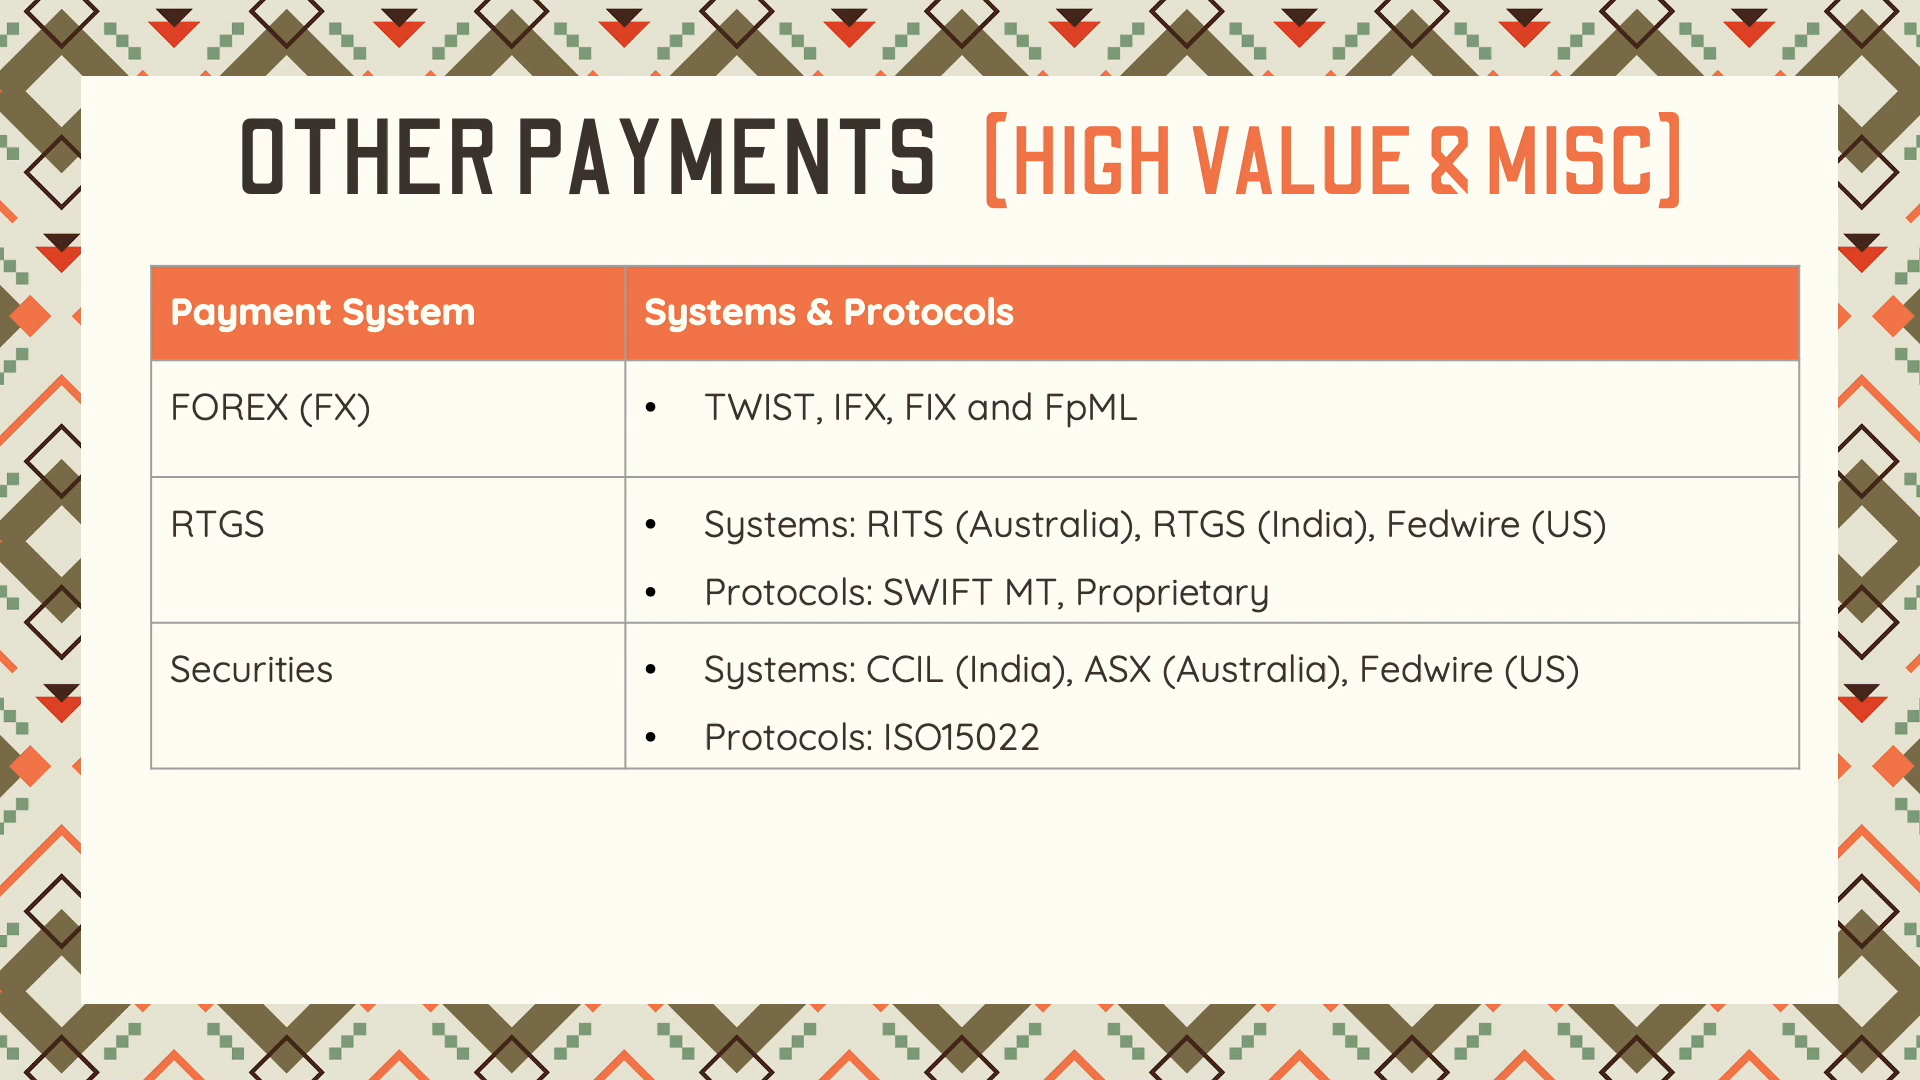 OTHER PAYMENTS (HIGH VALUE & MISC)
Payment System
Systems & Protocols
FOREX (FX)
• TWIST, IFX, FIX and FpML
RTGS
• Systems: RITS (Australia), RTGS (India), Fedwire (US)
• Protocols: SWIFT MT, Proprietary
Securities
• Systems: CCIL (India), ASX (Australia), Fedwire (US)
• Protocols: ISO15022